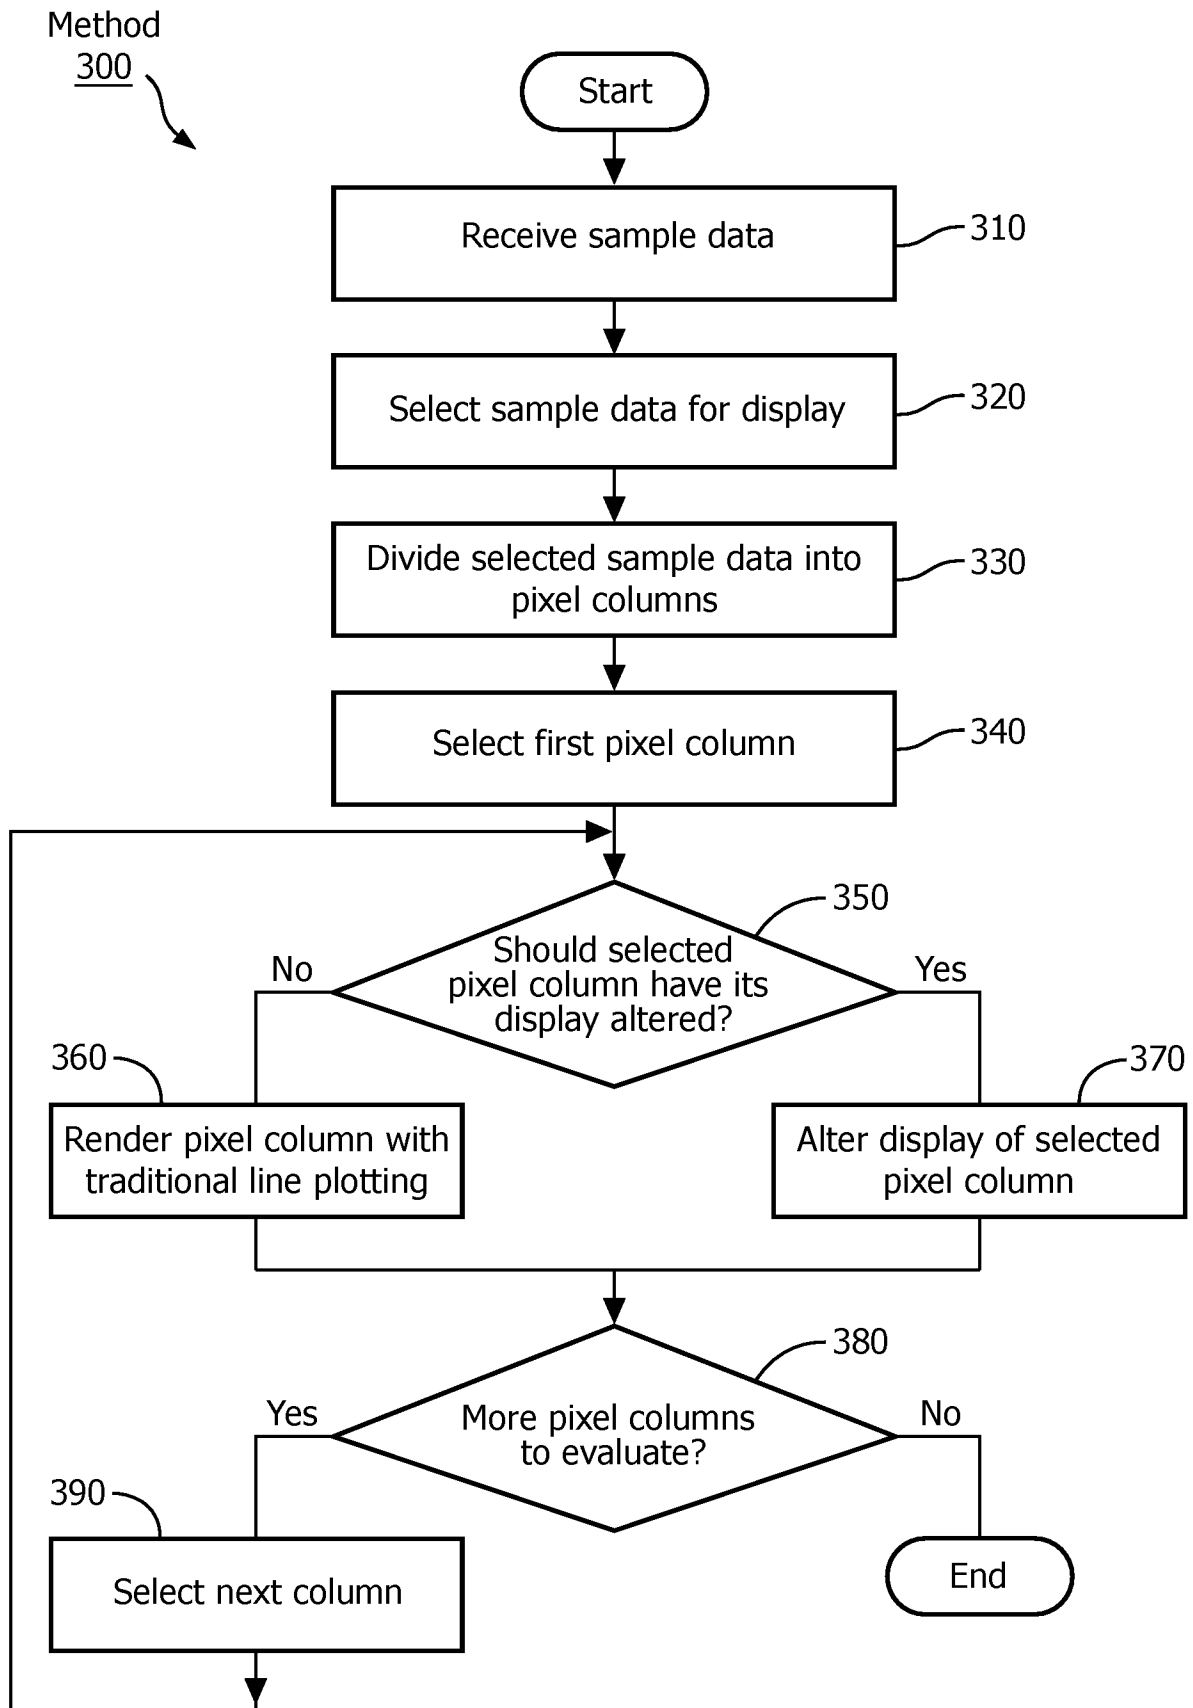 Method
300
Start
Receive sample data
310
Select sample data for display
320
Divide selected sample data into
pixel columns
330
Select first pixel column
340
350
Should selected
pixel column have its
display altered?
No
Yes
360
370
Render pixel column with
traditional line plotting
Alter display of selected
pixel column
380
More pixel columns
to evaluate?
Yes
No
390
Select next column
End